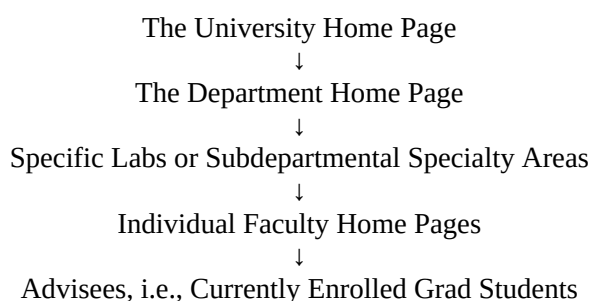 The University Home Page
↓
The Department Home Page
↓
Specific Labs or Subdepartmental Specialty Areas
↓
Individual Faculty Home Pages
↓
Advisees, i.e., Currently Enrolled Grad Students